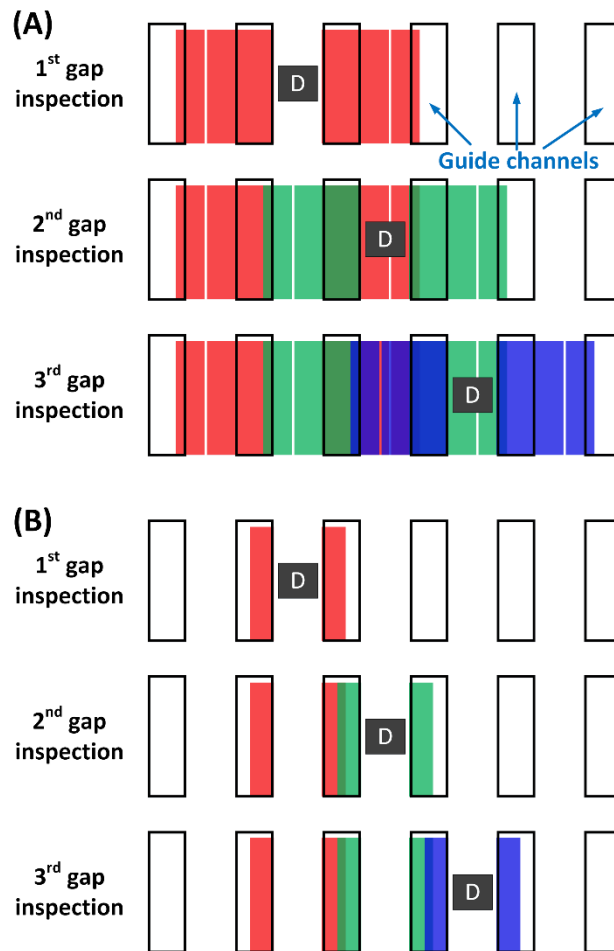 (A)
1st gap
inspection
D
Guide channels
2nd gap
inspection
D
3rd gap
inspection
D
(B)
1st gap
inspection
D
2nd gap
inspection
D
3rd gap
inspection
D